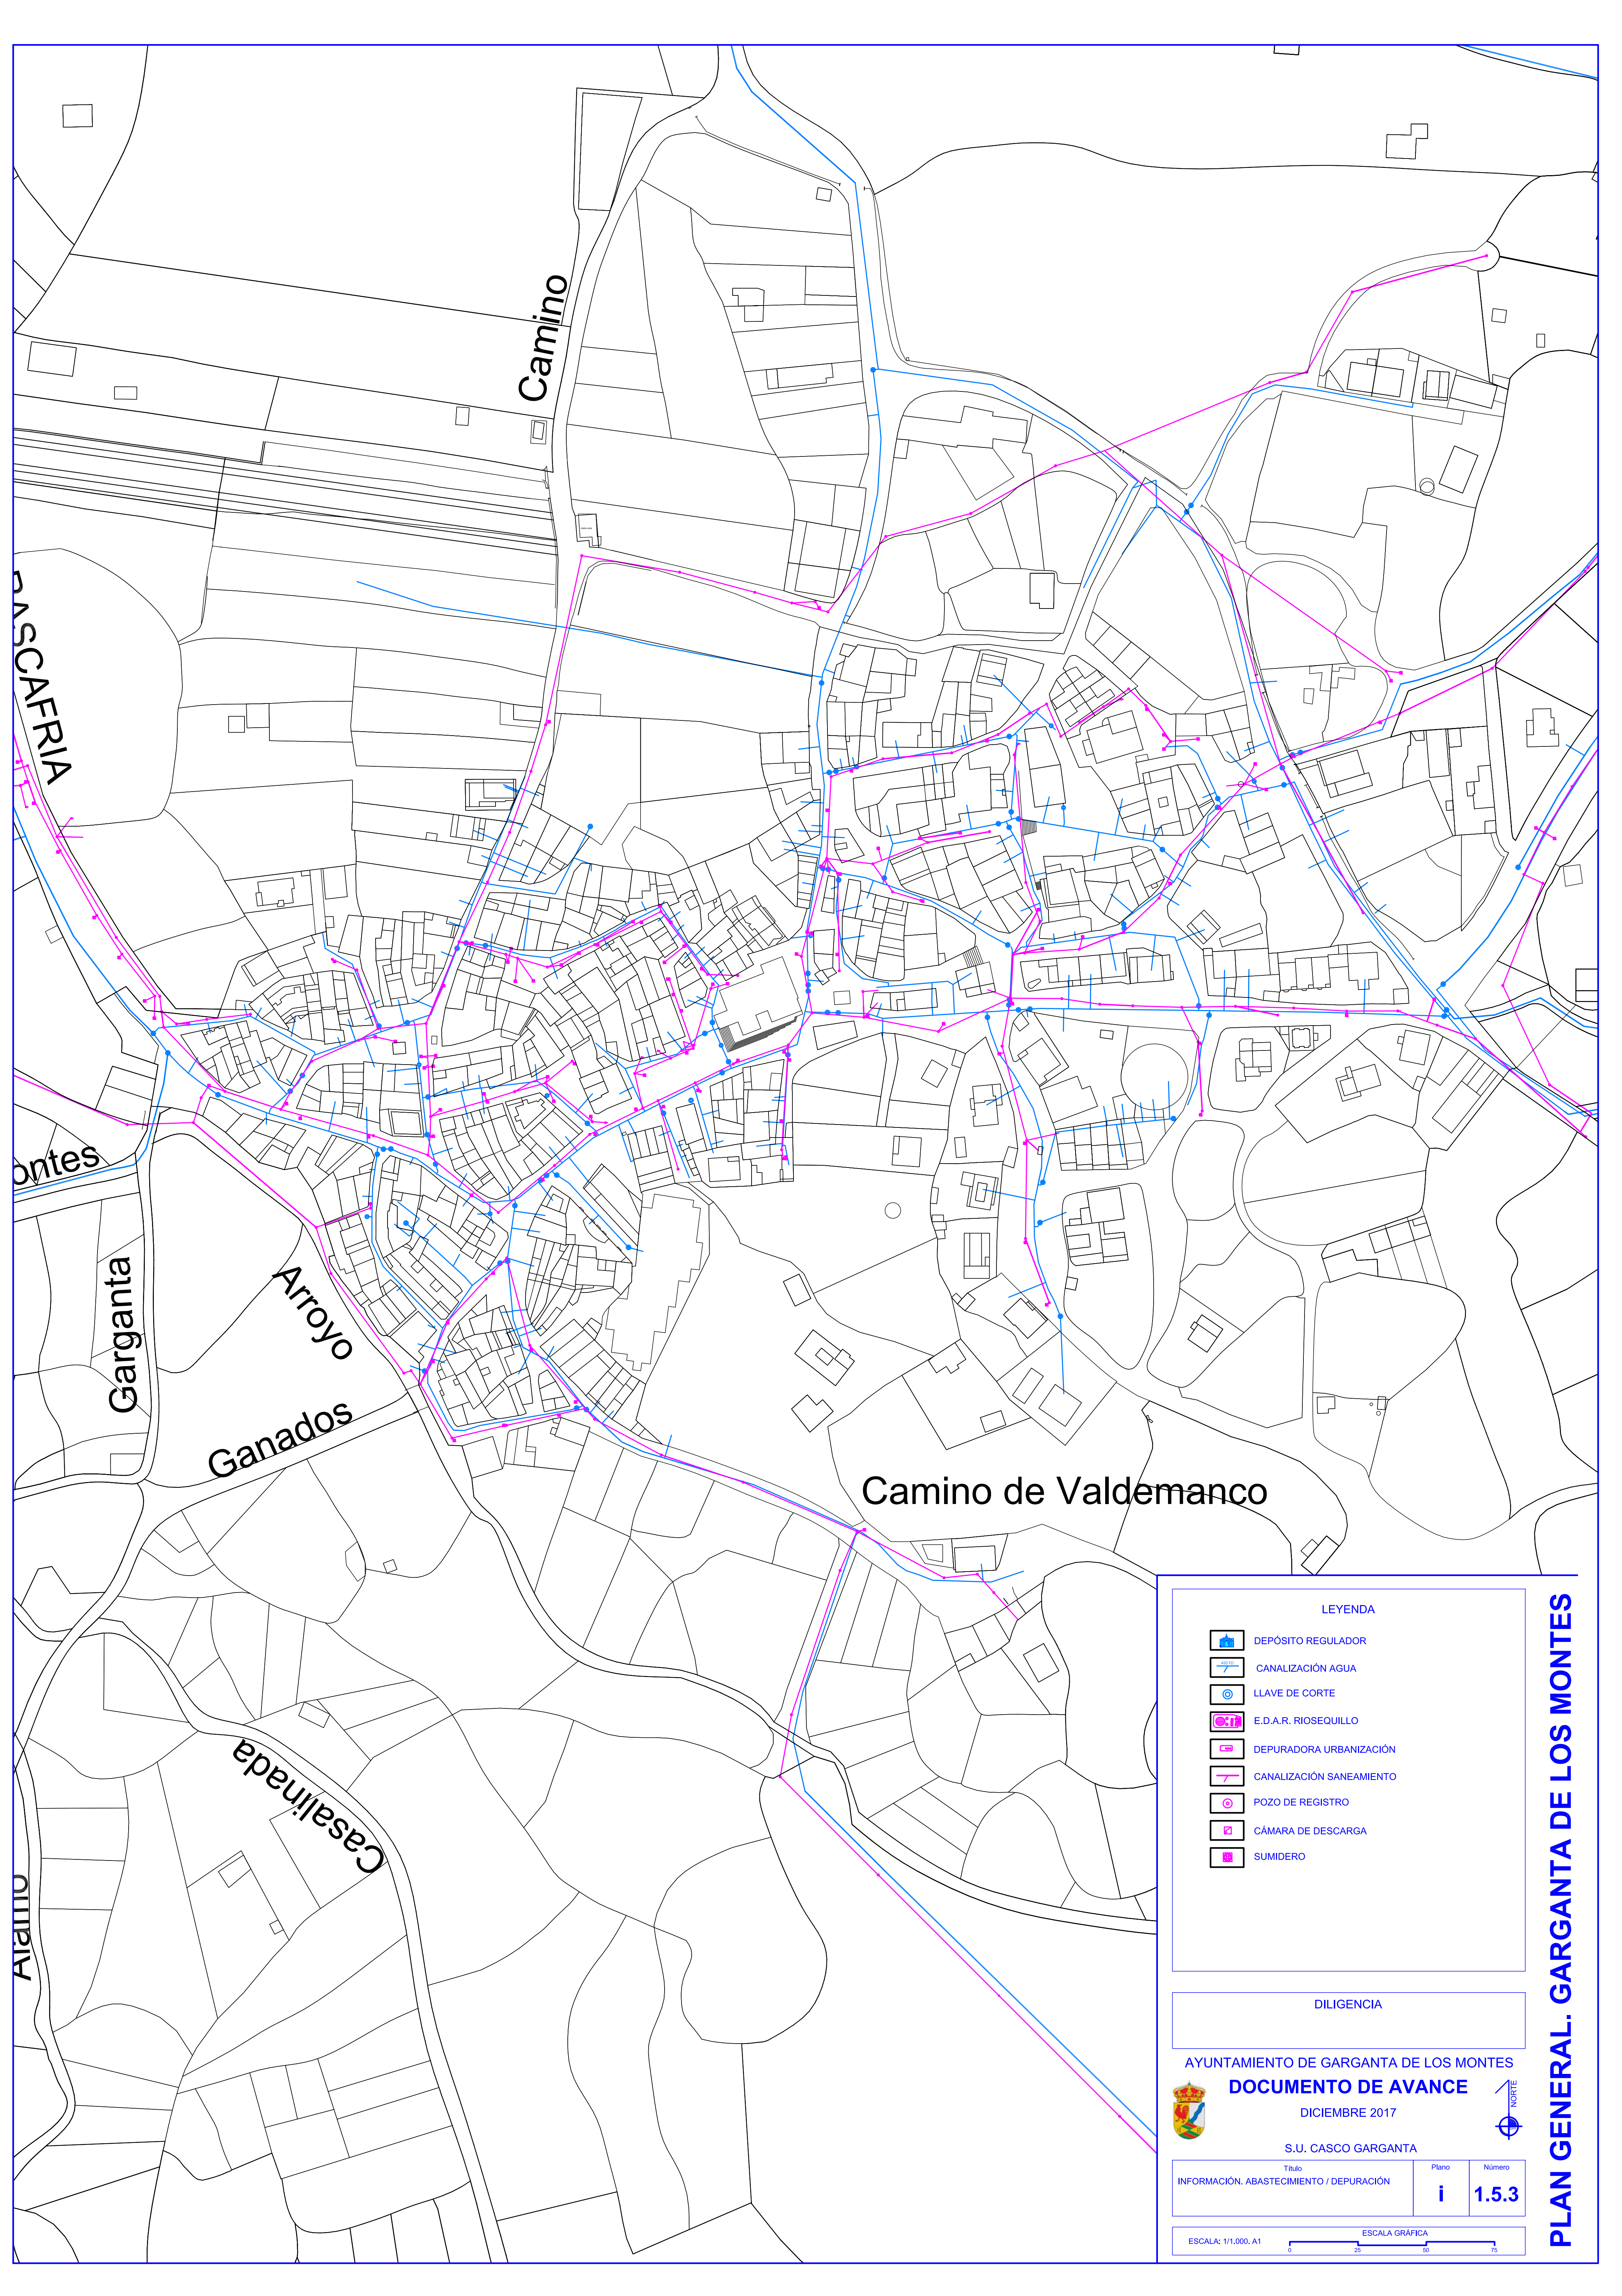 Camino
RASCAFRIA
ontes
Garganta
Arroyo
Ganados
Camino de Valdemanco
Casalinada
Alamo
LEYENDA
DEPÓSITO REGULADOR
CANALIZACIÓN AGUA
LLAVE DE CORTE
E.D.A.R. RIOSEQUILLO
DEPURADORA URBANIZACIÓN
CANALIZACIÓN SANEAMIENTO
POZO DE REGISTRO
CÁMARA DE DESCARGA
SUMIDERO
DILIGENCIA
AYUNTAMIENTO DE GARGANTA DE LOS MONTES
DOCUMENTO DE AVANCE
DICIEMBRE 2017
NORTE
S.U. CASCO GARGANTA
Título
INFORMACIÓN. ABASTECIMIENTO / DEPURACIÓN
Plano
i
Número
1.5.3
ESCALA: 1/1.000. A1
ESCALA GRÁFICA
0 25 50 75
PLAN GENERAL. GARGANTA DE LOS MONTES